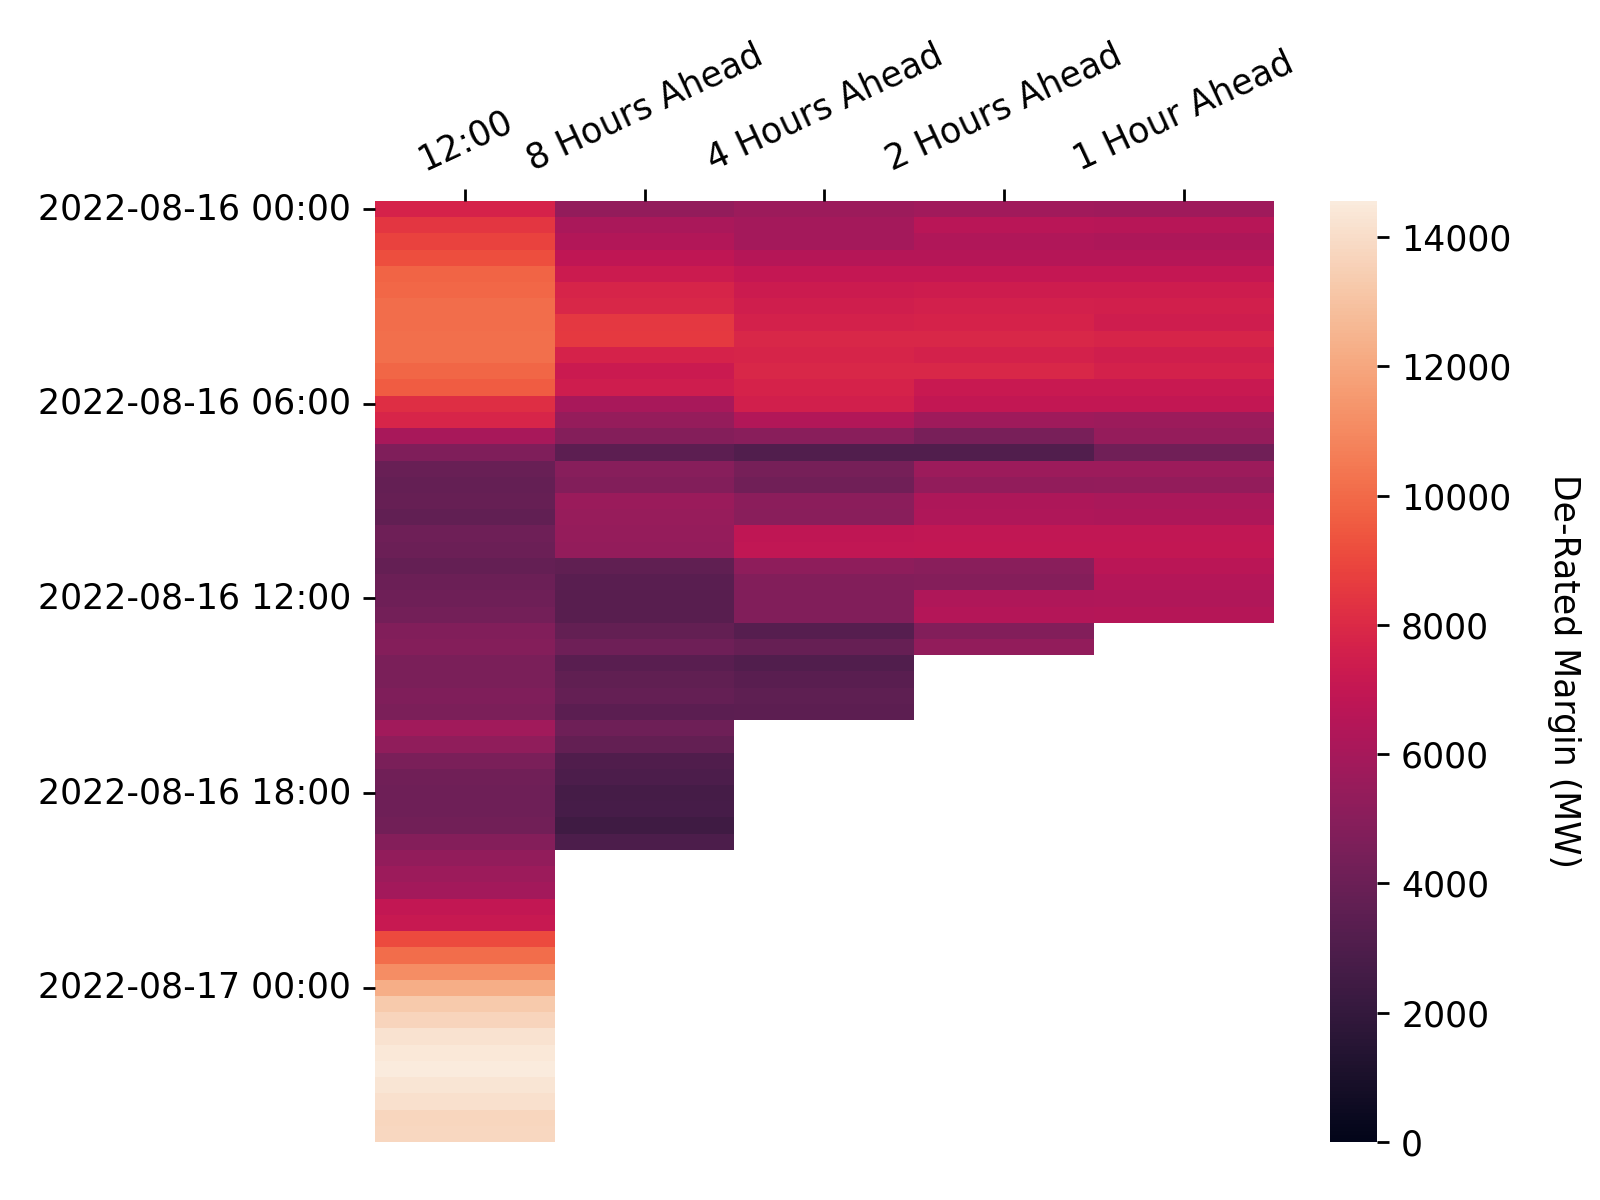 12:00
8 Hours Ahead
4 Hours Ahead
2 Hours Ahead
1 Hour Ahead
2022-08-16 00:00
2022-08-16 06:00
2022-08-16 12:00
2022-08-16 18:00
2022-08-17 00:00
14000
12000
10000
8000
6000
4000
2000
0
De-Rated Margin (MW)